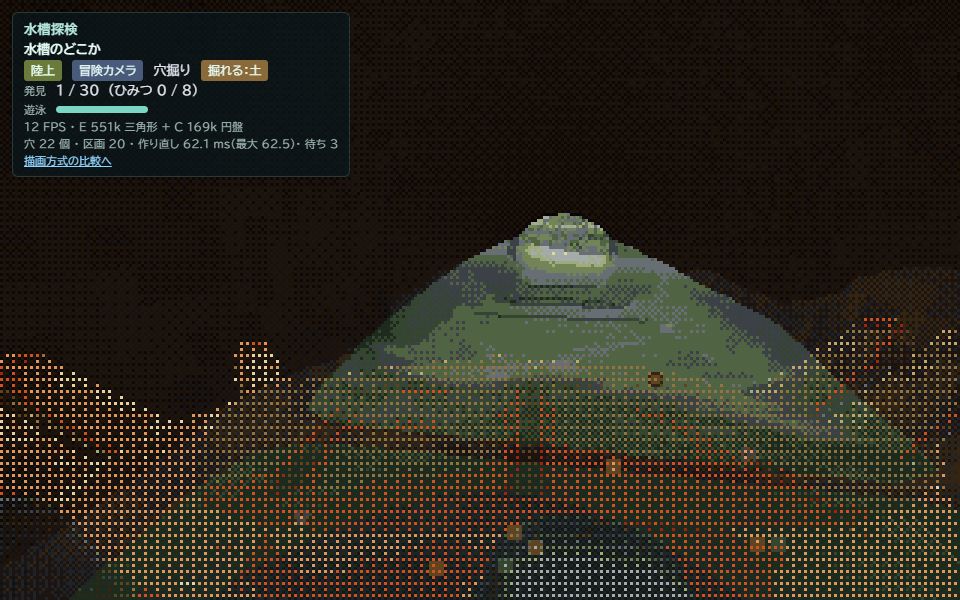 水槽探検
水槽のどこか
陸上 冒険カメラ 穴掘り 掘れる:土
発見 1 / 30（ひみつ 0 / 8）
遊泳
12 FPS · E 551k 三角形 + C 169k 円盤
穴 22 個 · 区画 20 · 作り直し 62.1 ms(最大 62.5) · 待ち 3
描画方式の比較へ